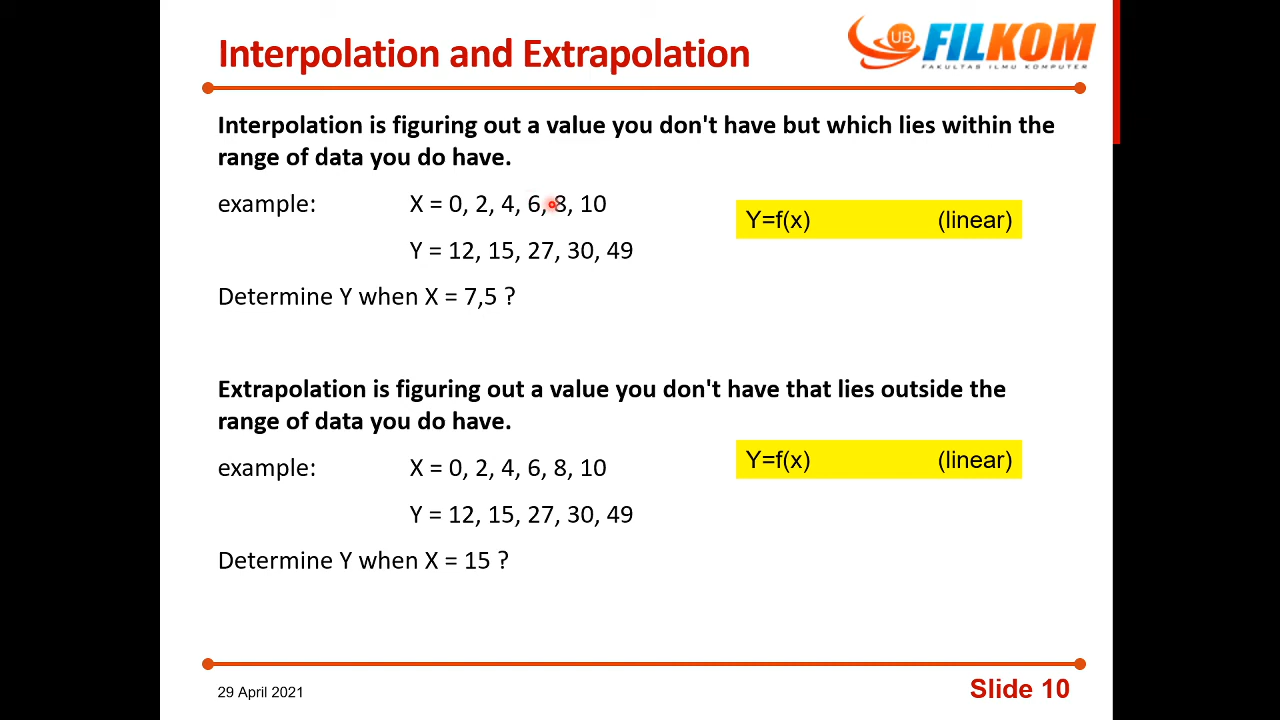 Interpolation and Extrapolation
UB FILKOM
FAKULTAS ILMU KOMPUTER
Interpolation is figuring out a value you don't have but which lies within the
range of data you do have.
example: X = 0, 2, 4, 6, 8, 10
Y=f(x) (linear)
Y = 12, 15, 27, 30, 49
Determine Y when X = 7,5 ?
Extrapolation is figuring out a value you don't have that lies outside the
range of data you do have.
example: X = 0, 2, 4, 6, 8, 10
Y=f(x) (linear)
Y = 12, 15, 27, 30, 49
Determine Y when X = 15 ?
29 April 2021
Slide 10